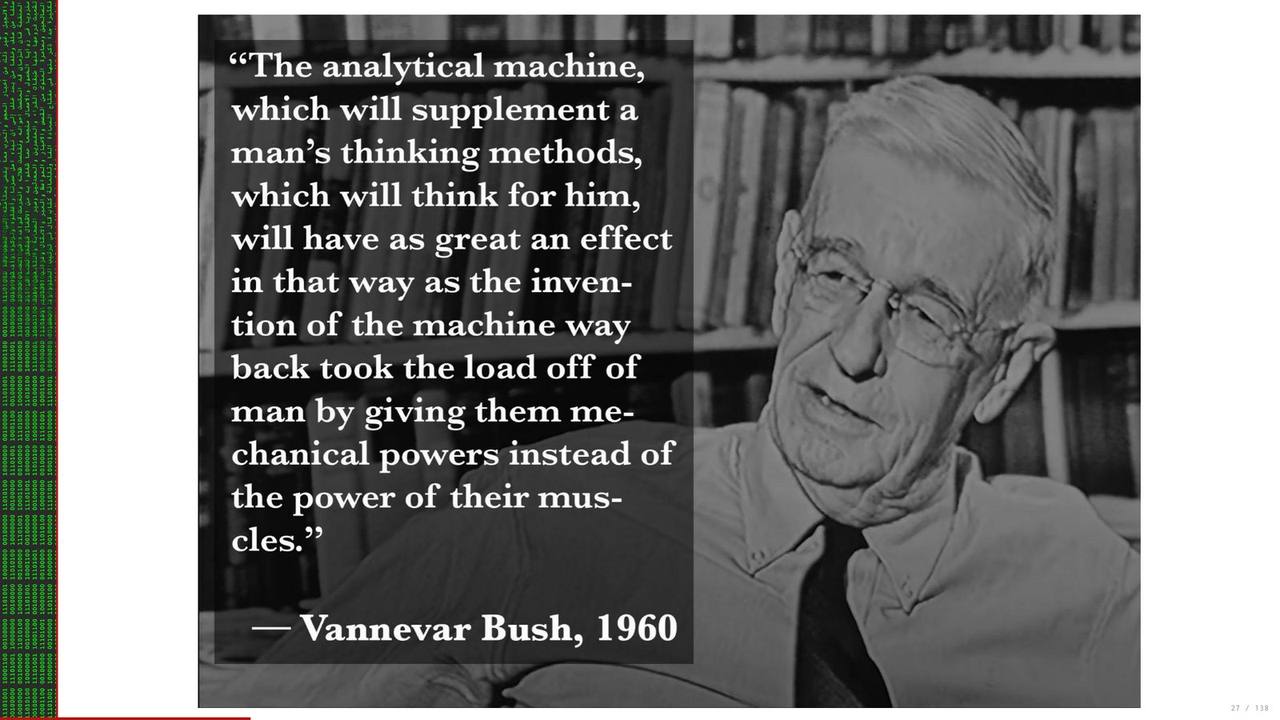 “The analytical machine,
which will supplement a
man’s thinking methods,
which will think for him,
will have as great an effect
in that way as the inven-
tion of the machine way
back took the load off of
man by giving them me-
chanical powers instead of
the power of their mus-
cles.”
— Vannevar Bush, 1960
27 / 138